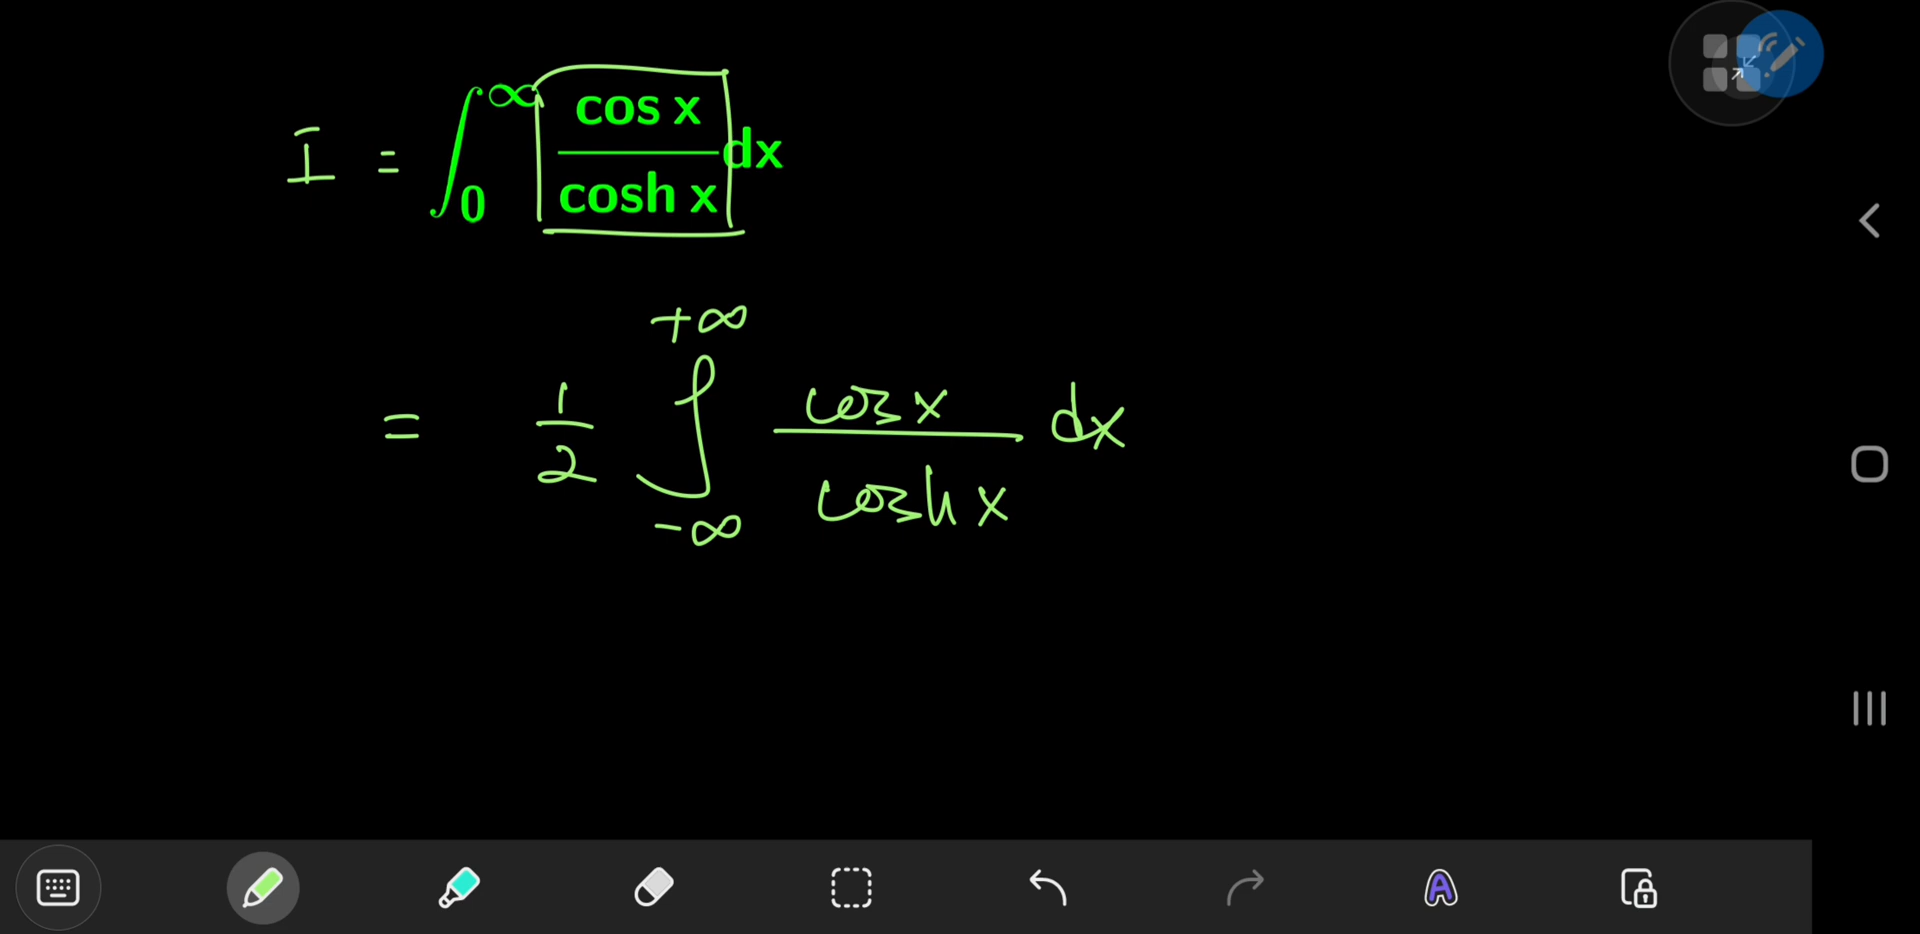 I = ∫₀^∞ cos x / cosh x dx
= 1/2 ∫_{-∞}^{+∞} cos x / cosh x dx